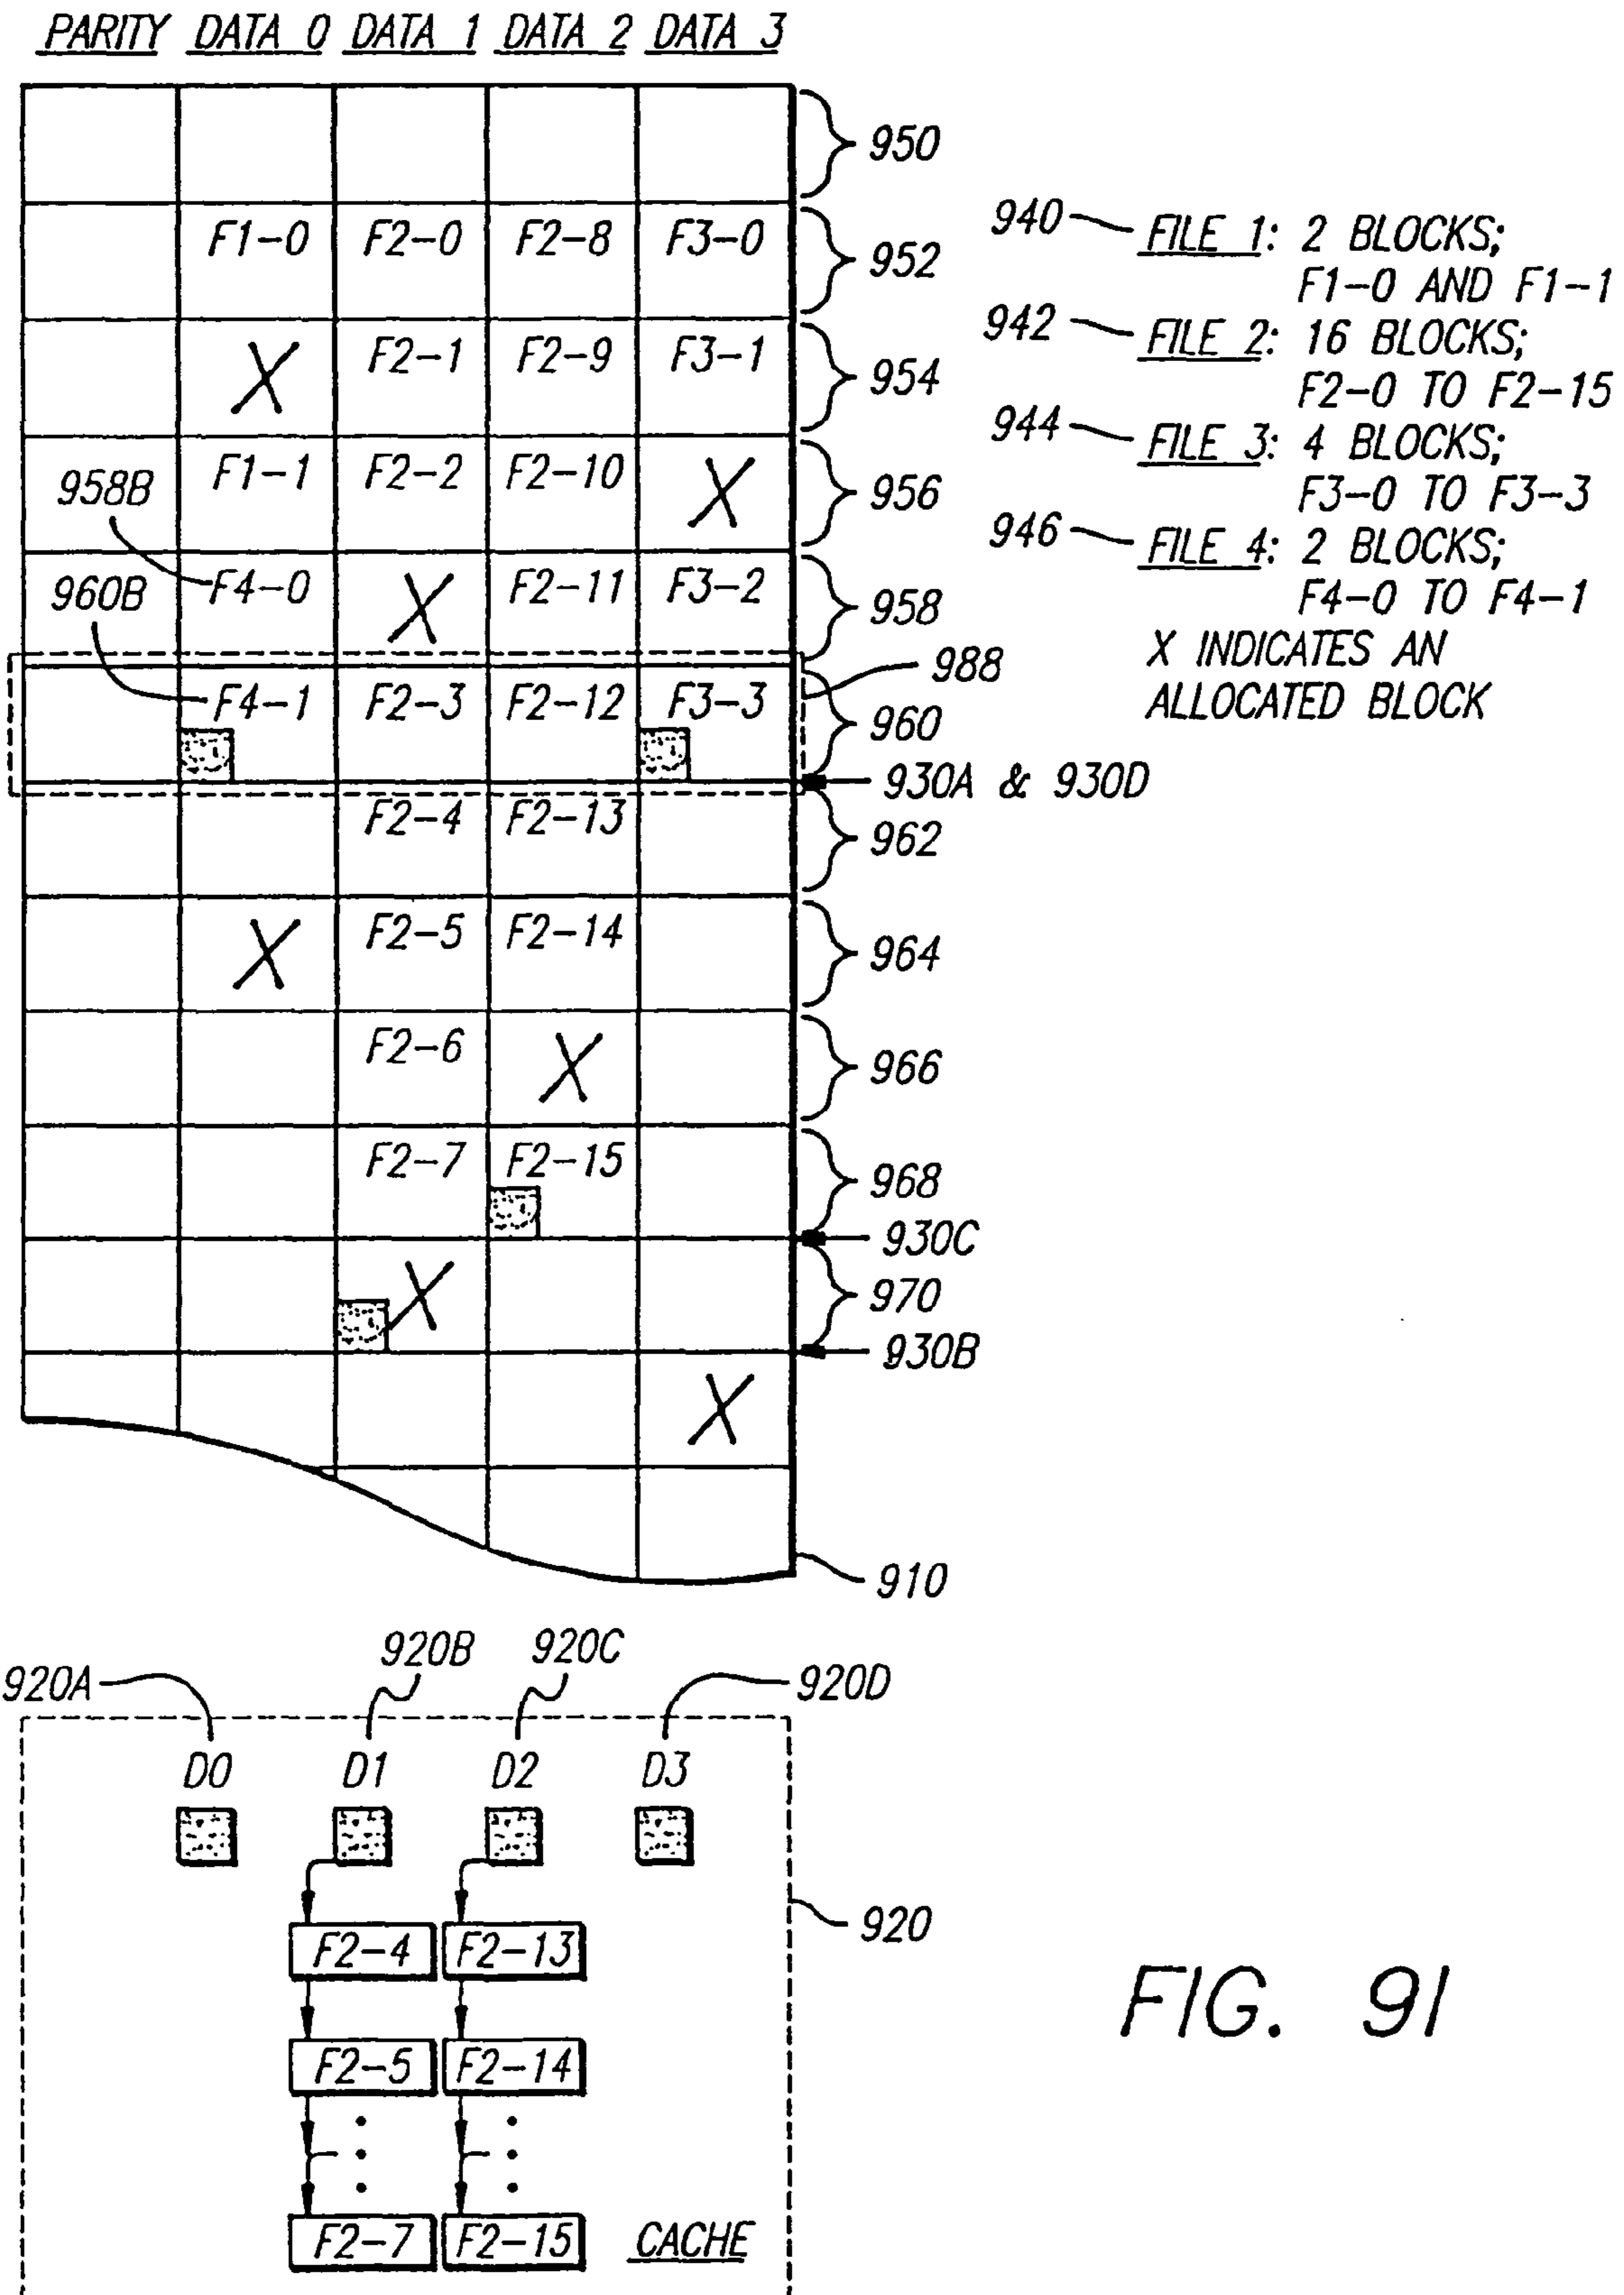 PARITY DATA 0 DATA 1 DATA 2 DATA 3
950
F1-0 F2-0 F2-8 F3-0 952
X F2-1 F2-9 F3-1 954
958B F1-1 F2-2 F2-10 X 956
960B F4-0 X F2-11 F3-2 958
988
F4-1 F2-3 F2-12 F3-3 960
930A & 930D
F2-4 F2-13 962
X F2-5 F2-14 964
F2-6 X 966
F2-7 F2-15 968
930C
X 970
930B
X
910
940 FILE 1: 2 BLOCKS;
F1-0 AND F1-1
942 FILE 2: 16 BLOCKS;
F2-0 TO F2-15
944 FILE 3: 4 BLOCKS;
F3-0 TO F3-3
946 FILE 4: 2 BLOCKS;
F4-0 TO F4-1
X INDICATES AN
ALLOCATED BLOCK
920A 920B 920C 920D
D0 D1 D2 D3
920
F2-4 F2-13
F2-5 F2-14
F2-7 F2-15 CACHE
FIG. 9I